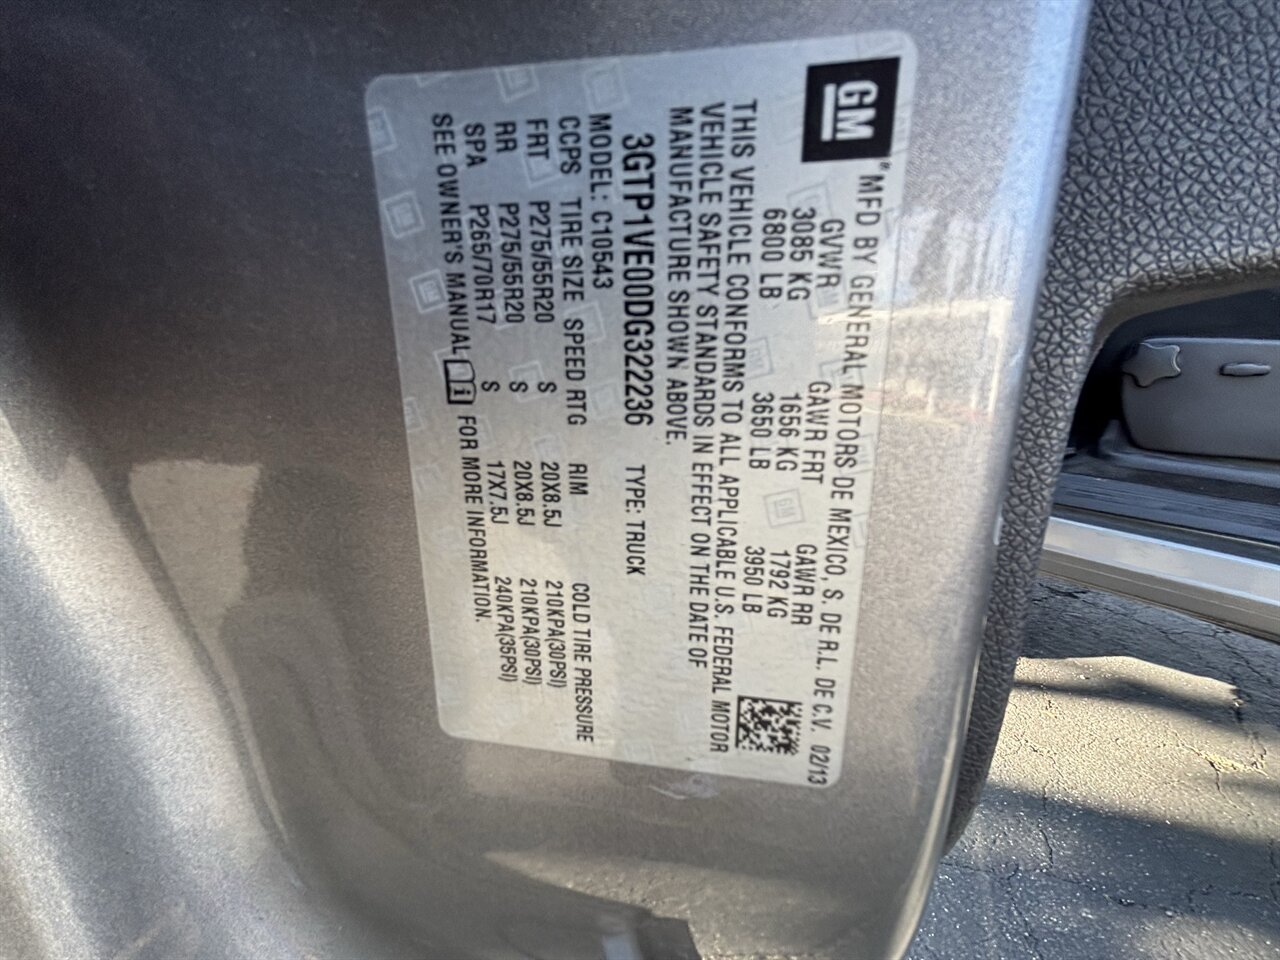 GM
®MFD BY GENERAL MOTORS DE MEXICO, S. DE R.L. DE C.V. 02/13
GVWR GAWR FRT GAWR RR
3085 KG 1656 KG 1792 KG
6800 LB 3650 LB 3950 LB
THIS VEHICLE CONFORMS TO ALL APPLICABLE U.S. FEDERAL MOTOR
VEHICLE SAFETY STANDARDS IN EFFECT ON THE DATE OF
MANUFACTURE SHOWN ABOVE.
3GTP1VE00DG322236 TYPE: TRUCK
MODEL: C10543
CCPS TIRE SIZE SPEED RTG RIM COLD TIRE PRESSURE
FRT P275/55R20 S 20X8.5J 210KPA(30PSI)
RR P275/55R20 S 20X8.5J 210KPA(30PSI)
SPA P265/70R17 S 17X7.5J 240KPA(35PSI)
SEE OWNER'S MANUAL i FOR MORE INFORMATION.